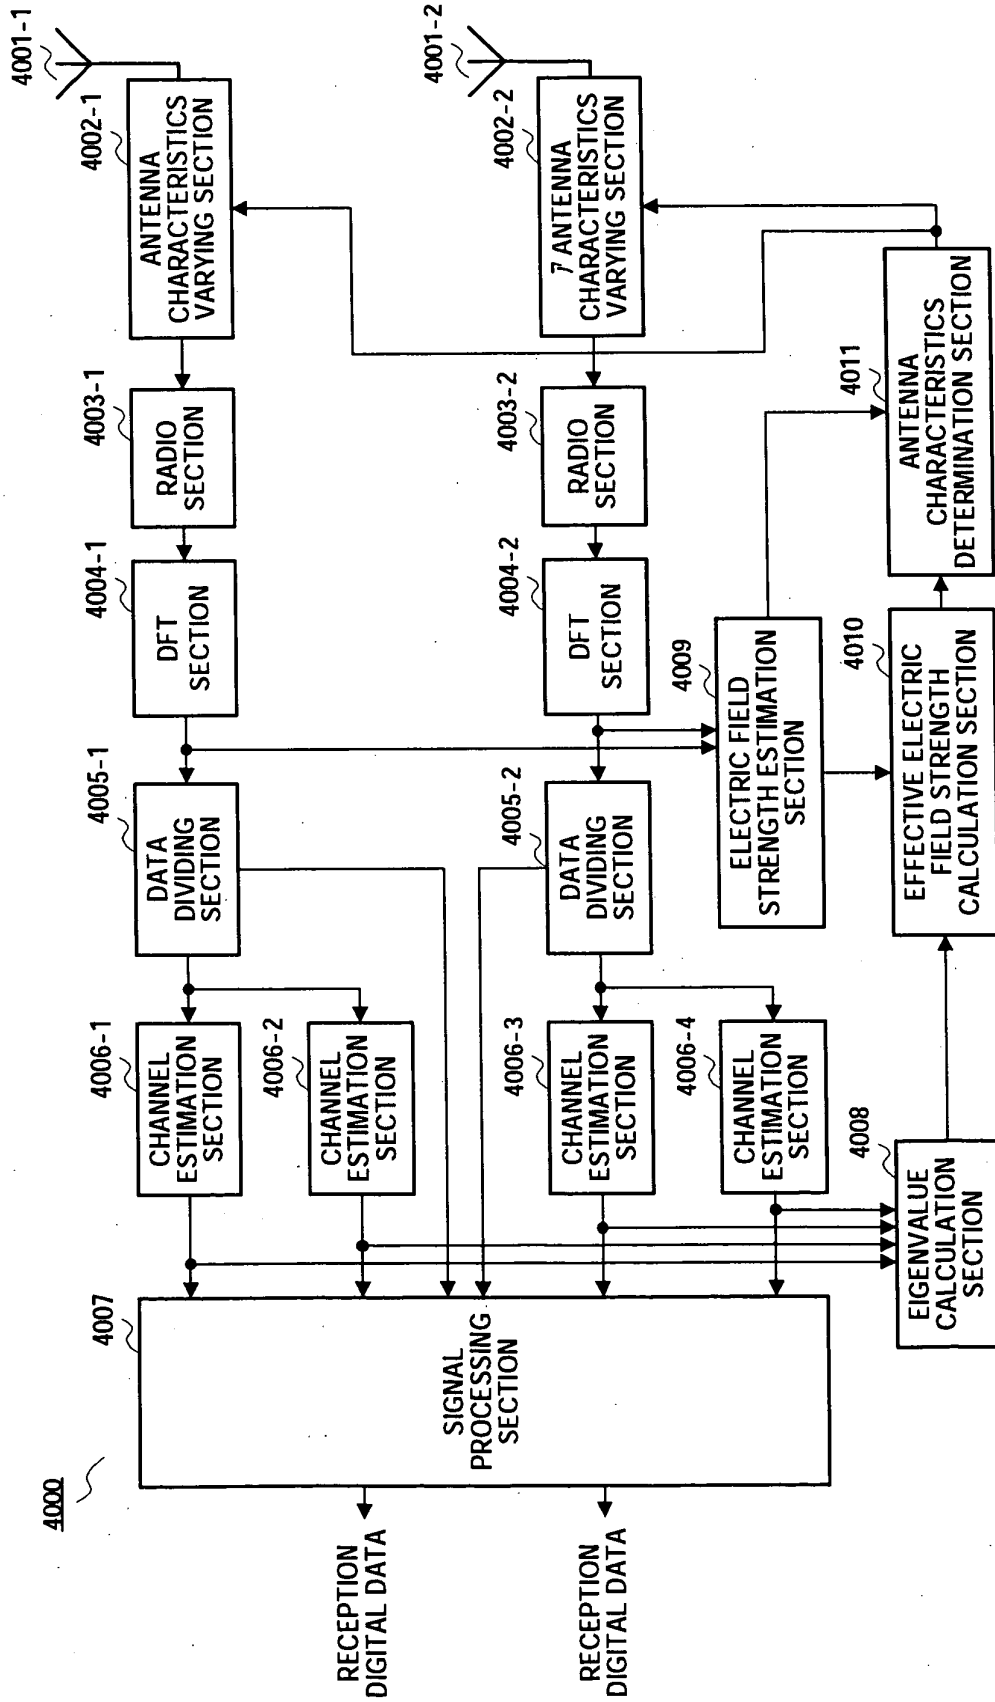 4000
4001-1
4002-1
ANTENNA
CHARACTERISTICS
VARYING SECTION
4003-1
RADIO
SECTION
4004-1
DFT
SECTION
4005-1
DATA
DIVIDING
SECTION
4006-1
CHANNEL
ESTIMATION
SECTION
4006-2
CHANNEL
ESTIMATION
SECTION
4007
SIGNAL
PROCESSING
SECTION
RECEPTION
DIGITAL DATA
RECEPTION
DIGITAL DATA
4001-2
4002-2
ア ANTENNA
CHARACTERISTICS
VARYING SECTION
4003-2
RADIO
SECTION
4004-2
DFT
SECTION
4005-2
DATA
DIVIDING
SECTION
4006-3
CHANNEL
ESTIMATION
SECTION
4006-4
CHANNEL
ESTIMATION
SECTION
4009
ELECTRIC FIELD
STRENGTH ESTIMATION
SECTION
4011
ANTENNA
CHARACTERISTICS
DETERMINATION SECTION
4010
EFFECTIVE ELECTRIC
FIELD STRENGTH
CALCULATION SECTION
4008
EIGENVALUE
CALCULATION
SECTION